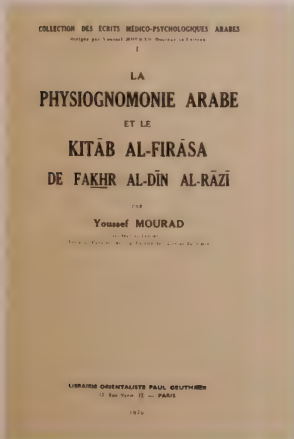 COLLECTION DES ÉCRITS MÉDICO-PSYCHOLOGIQUES ARABES
I
LA
PHYSIOGNOMONIE ARABE
ET LE
KITĀB AL-FIRĀSA
DE FAKHR AL-DĪN AL-RĀZĪ
PAR
Youssef MOURAD
LIBRAIRIE ORIENTALISTE PAUL GEUTHNER
PARIS